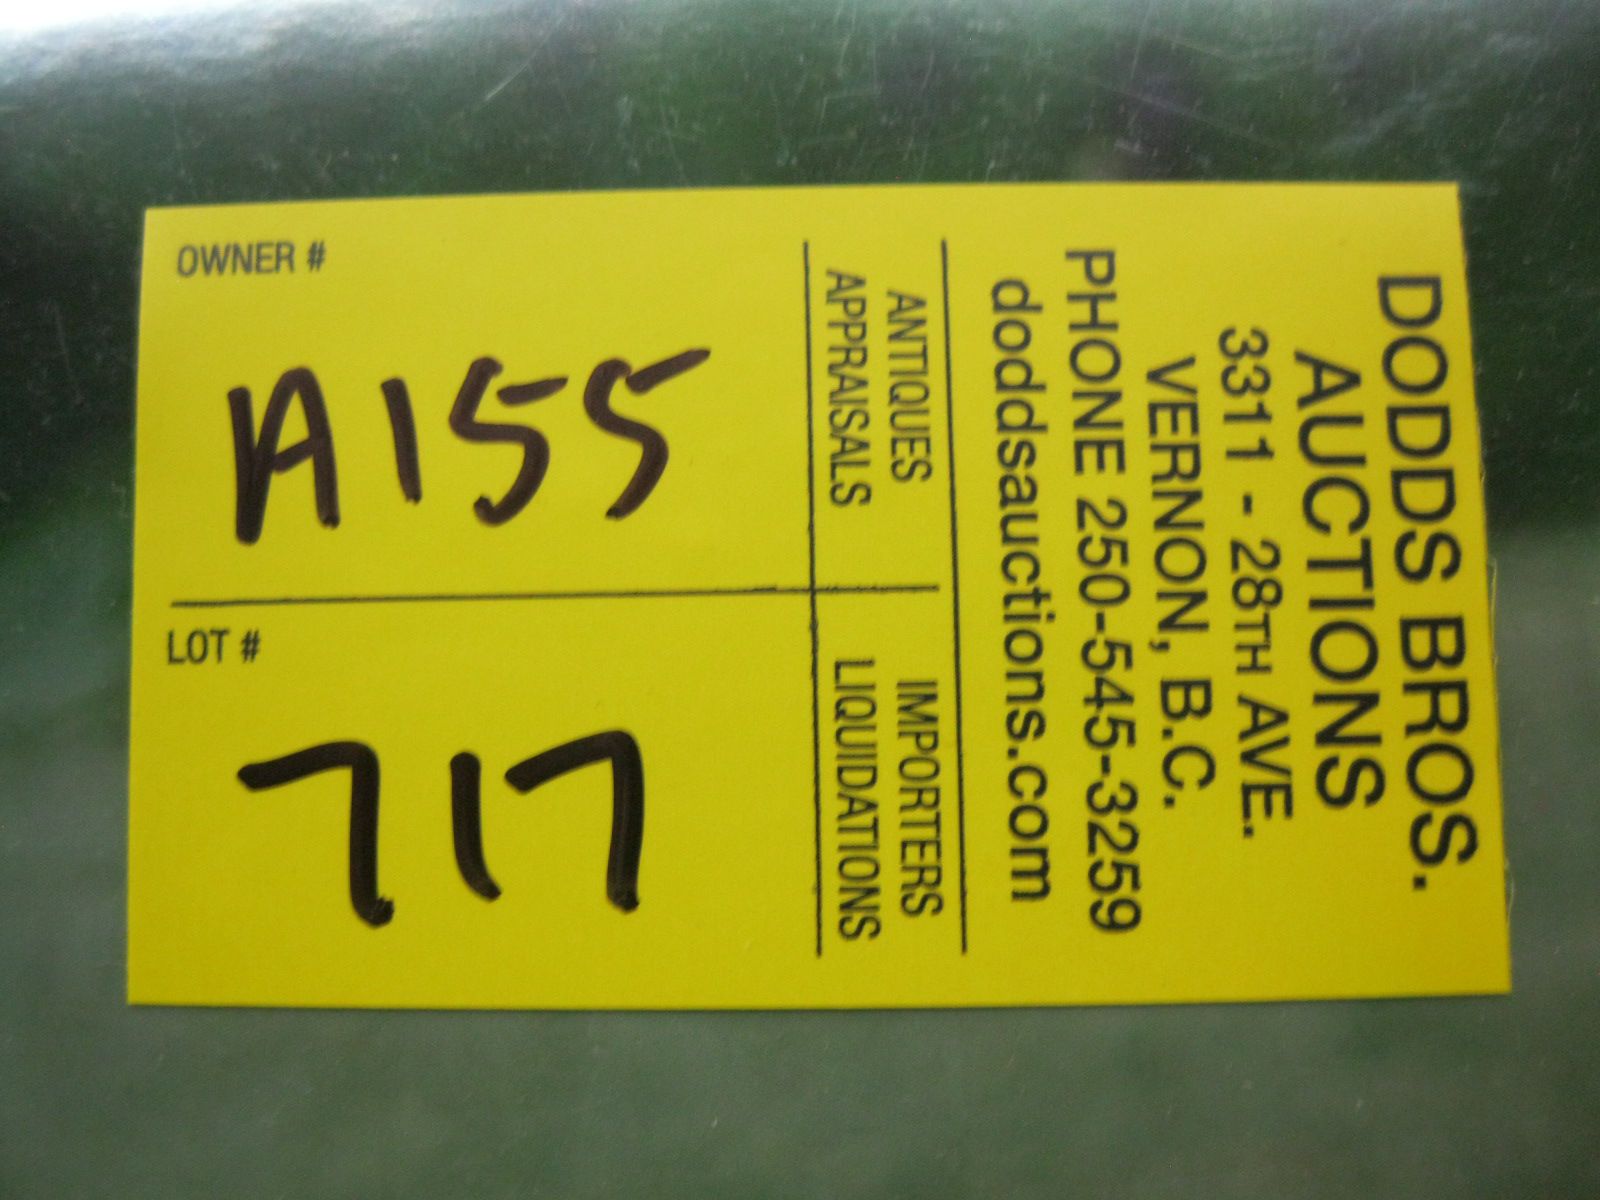 OWNER #
A155
LOT #
717
ANTIQUES
APPRAISALS
IMPORTERS
LIQUIDATIONS
DODDS BROS.
AUCTIONS
3311 - 28TH AVE.
VERNON, B.C.
PHONE 250-545-3259
doddsauctions.com